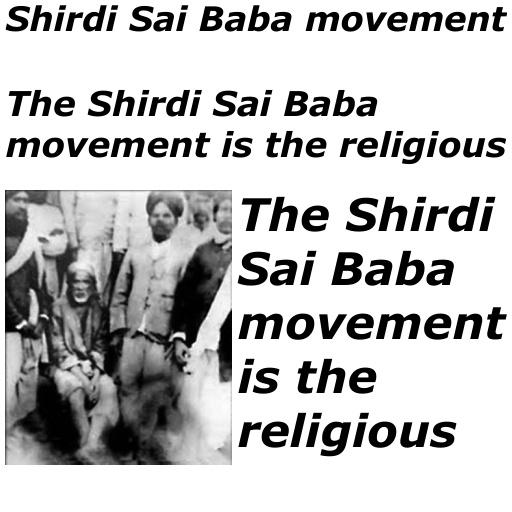 Shirdi Sai Baba movement
The Shirdi Sai Baba
movement is the religious
The Shirdi
Sai Baba
movement
is the
religious